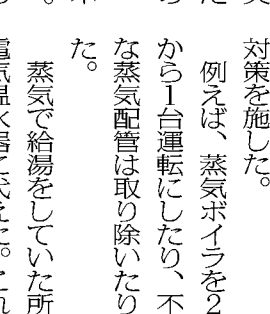 対策を施した。
例えば、蒸気ボイラを2
から1台運転にしたり、不
な蒸気配管は取り除いたり
た。
蒸気で給湯をしていた所
電気温水器に代えた。これ